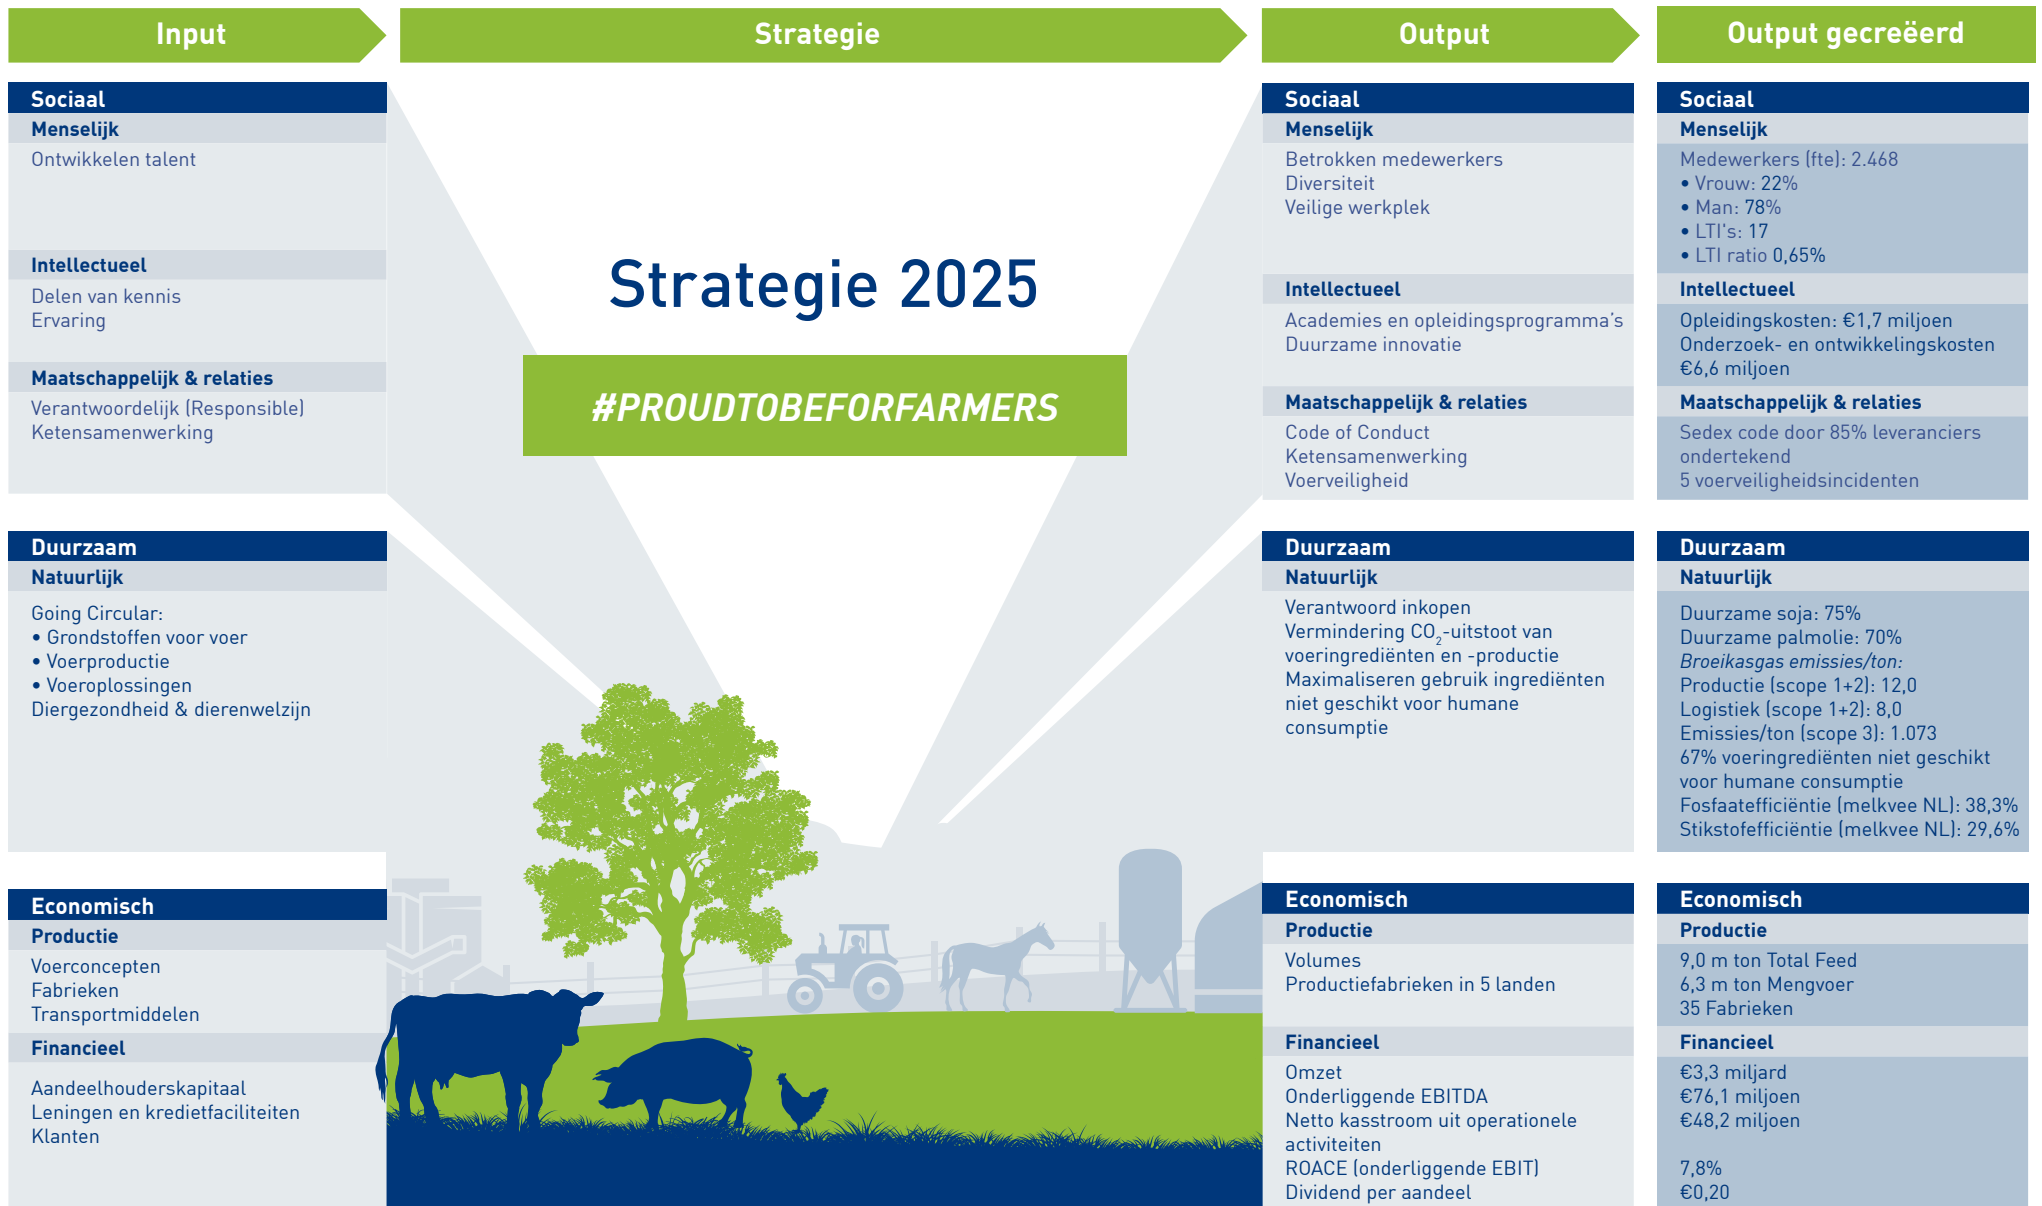 Input
Strategie
Output
Output gecreëerd
Sociaal
Menselijk
Ontwikkelen talent
Intellectueel
Delen van kennis
Ervaring
Maatschappelijk & relaties
Verantwoordelijk (Responsible)
Ketensamenwerking
Duurzaam
Natuurlijk
Going Circular:
• Grondstoffen voor voer
• Voerproductie
• Voeroplossingen
Diergezondheid & dierenwelzijn
Economisch
Productie
Voerconcepten
Fabrieken
Transportmiddelen
Financieel
Aandeelhouderskapitaal
Leningen en kredietfaciliteiten
Klanten
Strategie 2025
#PROUDTOBEFORFARMERS
Sociaal
Menselijk
Betrokken medewerkers
Diversiteit
Veilige werkplek
Intellectueel
Academies en opleidingsprogramma's
Duurzame innovatie
Maatschappelijk & relaties
Code of Conduct
Ketensamenwerking
Voerveiligheid
Duurzaam
Natuurlijk
Verantwoord inkopen
Vermindering CO₂-uitstoot van
voeringrediënten en -productie
Maximaliseren gebruik ingrediënten
niet geschikt voor humane
consumptie
Economisch
Productie
Volumes
Productiefabrieken in 5 landen
Financieel
Omzet
Onderliggende EBITDA
Netto kasstroom uit operationele
activiteiten
ROACE (onderliggende EBIT)
Dividend per aandeel
Sociaal
Menselijk
Medewerkers (fte): 2.468
• Vrouw: 22%
• Man: 78%
• LTI's: 17
• LTI ratio 0,65%
Intellectueel
Opleidingskosten: €1,7 miljoen
Onderzoek- en ontwikkelingskosten
€6,6 miljoen
Maatschappelijk & relaties
Sedex code door 85% leveranciers
ondertekend
5 voerveiligheidsincidenten
Duurzaam
Natuurlijk
Duurzame soja: 75%
Duurzame palmolie: 70%
Broeikasgas emissies/ton:
Productie (scope 1+2): 12,0
Logistiek (scope 1+2): 8,0
Emissies/ton (scope 3): 1.073
67% voeringrediënten niet geschikt
voor humane consumptie
Fosfaatefficiëntie (melkvee NL): 38,3%
Stikstofefficiëntie (melkvee NL): 29,6%
Economisch
Productie
9,0 m ton Total Feed
6,3 m ton Mengvoer
35 Fabrieken
Financieel
€3,3 miljard
€76,1 miljoen
€48,2 miljoen
7,8%
€0,20